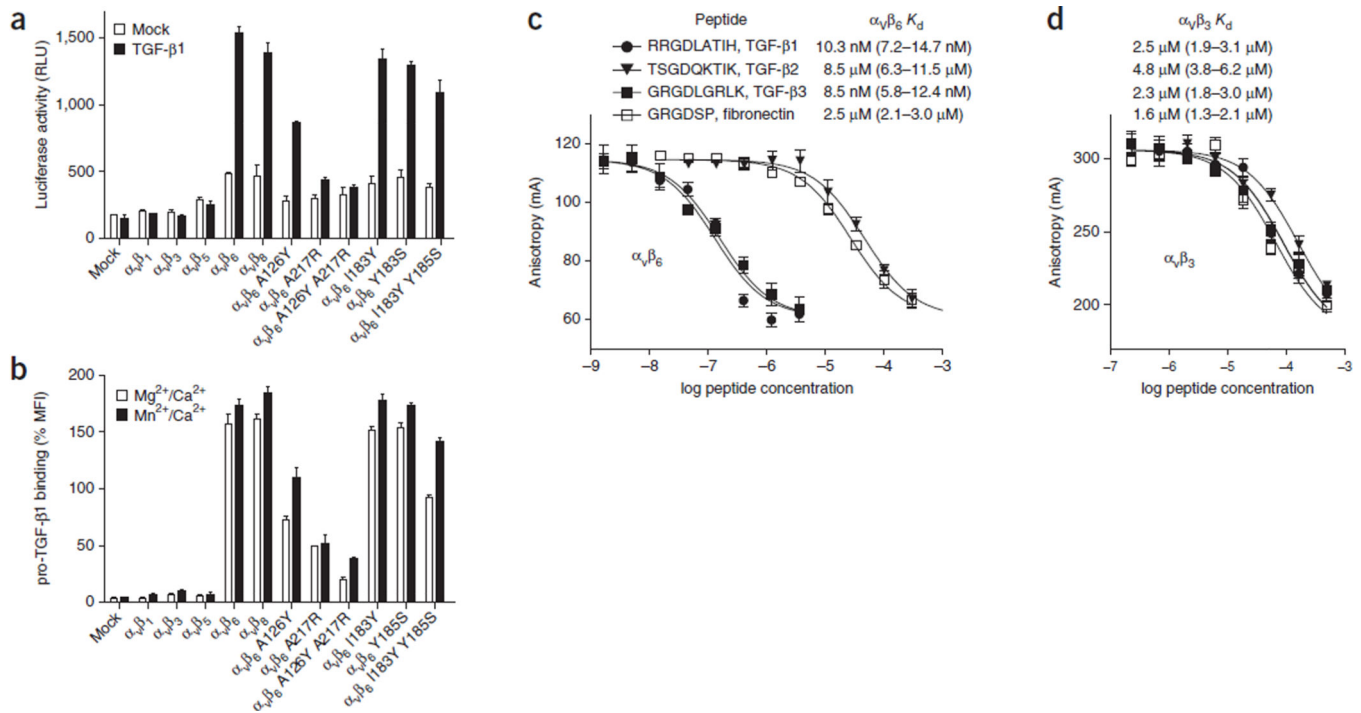 a
Mock
TGF-β1
Luciferase activity (RLU)
1,500
1,000
500
0
Mock
αvβ1
αvβ3
αvβ5
αvβ6
αvβ8
αvβ6 A126Y
αvβ6 A217R
αvβ6 A126Y A217R
αvβ6 I183Y
αvβ6 Y183S
αvβ6 I183Y Y185S
b
Mg2+/Ca2+
Mn2+/Ca2+
pro-TGF-β1 binding (% MFI)
200
150
100
50
0
Mock
αvβ1
αvβ3
αvβ5
αvβ6
αvβ8
αvβ6 A126Y
αvβ6 A217R
αvβ6 A126Y A217R
αvβ6 I183Y
αvβ6 Y185S
αvβ6 I183Y Y185S
c
Peptide αvβ6 Kd
RRGDLATIH, TGF-β1 10.3 nM (7.2–14.7 nM)
TSGDQKTIK, TGF-β2 8.5 μM (6.3–11.5 μM)
GRGDLGRLK, TGF-β3 8.5 nM (5.8–12.4 nM)
GRGDSP, fibronectin 2.5 μM (2.1–3.0 μM)
Anisotropy (mA)
120
100
80
60
αvβ6
–9 –8 –7 –6 –5 –4 –3
log peptide concentration
d
αvβ3 Kd
2.5 μM (1.9–3.1 μM)
4.8 μM (3.8–6.2 μM)
2.3 μM (1.8–3.0 μM)
1.6 μM (1.3–2.1 μM)
Anisotropy (mA)
300
250
200
αvβ3
–7 –6 –5 –4 –3
log peptide concentration